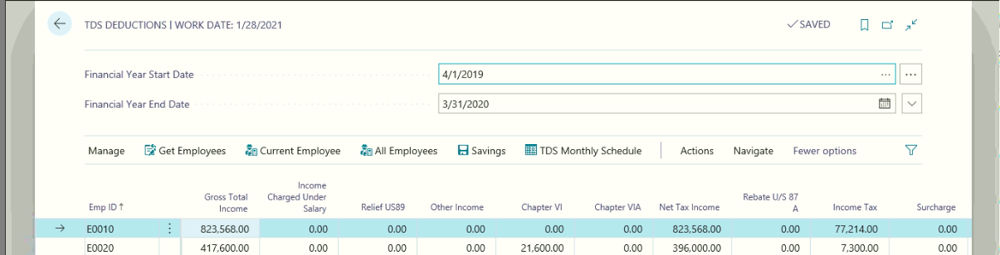 TDS DEDUCTIONS | WORK DATE: 1/28/2021
✓SAVED
Financial Year Start Date
4/1/2019
Financial Year End Date
3/31/2020
Manage Get Employees Current Employee All Employees Savings TDS Monthly Schedule Actions Navigate Fewer options
Emp ID ↑ Gross Total Income Income Charged Under Salary Relief US89 Other Income Chapter VI Chapter VIA Net Tax Income Rebate U/S 87 A Income Tax Surcharge
→ E0010 823,568.00 0.00 0.00 0.00 0.00 0.00 823,568.00 0.00 77,214.00 0.00
E0020 417,600.00 0.00 0.00 0.00 21,600.00 0.00 396,000.00 0.00 7,300.00 0.00